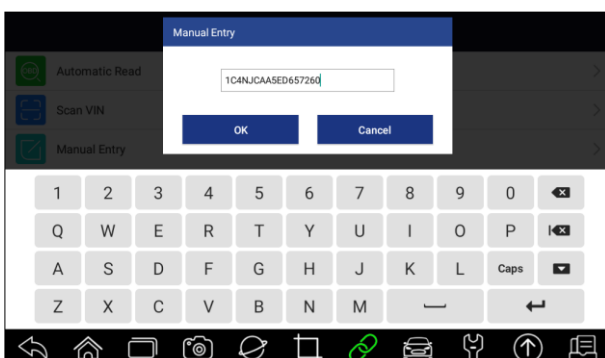 Manual Entry
1C4NJCAA5ED657260
OK Cancel
Automatic Read
Scan VIN
Manual Entry
1 2 3 4 5 6 7 8 9 0
Q W E R T Y U I O P
A S D F G H J K L Caps
Z X C V B N M